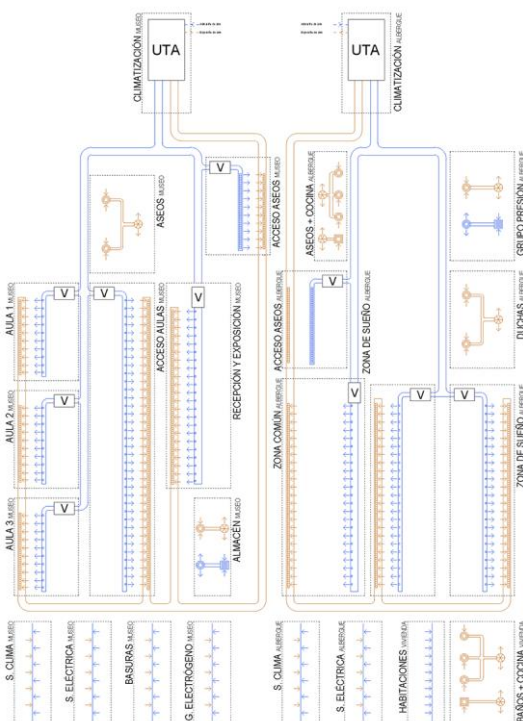 UTA
CLIMATIZACIÓN MUSEO
UTA
CLIMATIZACIÓN ALBERGUE
ASEOS MUSEO
V
ACCESO ASEOS MUSEO
ASEOS + COCINA ALBERGUE
GRUPO PRESIÓN ALBERGUE
AULA 1 MUSEO
V
V
ACCESO AULAS MUSEO
V
RECEPCIÓN Y EXPOSICIÓN MUSEO
ACCESO ASEOS ALBERGUE
V
ZONA DE SUEÑO ALBERGUE
DUCHAS ALBERGUE
AULA 2 MUSEO
V
ZONA COMÚN ALBERGUE
V
V
V
ZONA DE SUEÑO ALBERGUE
AULA 3 MUSEO
V
ALMACÉN MUSEO
S. CLIMA MUSEO
S. ELÉCTRICA MUSEO
BASURAS MUSEO
G. ELECTRÓGENO MUSEO
S. CLIMA ALBERGUE
S. ELÉCTRICA ALBERGUE
HABITACIONES VIVIENDA
BAÑOS + COCINA VIVIENDA